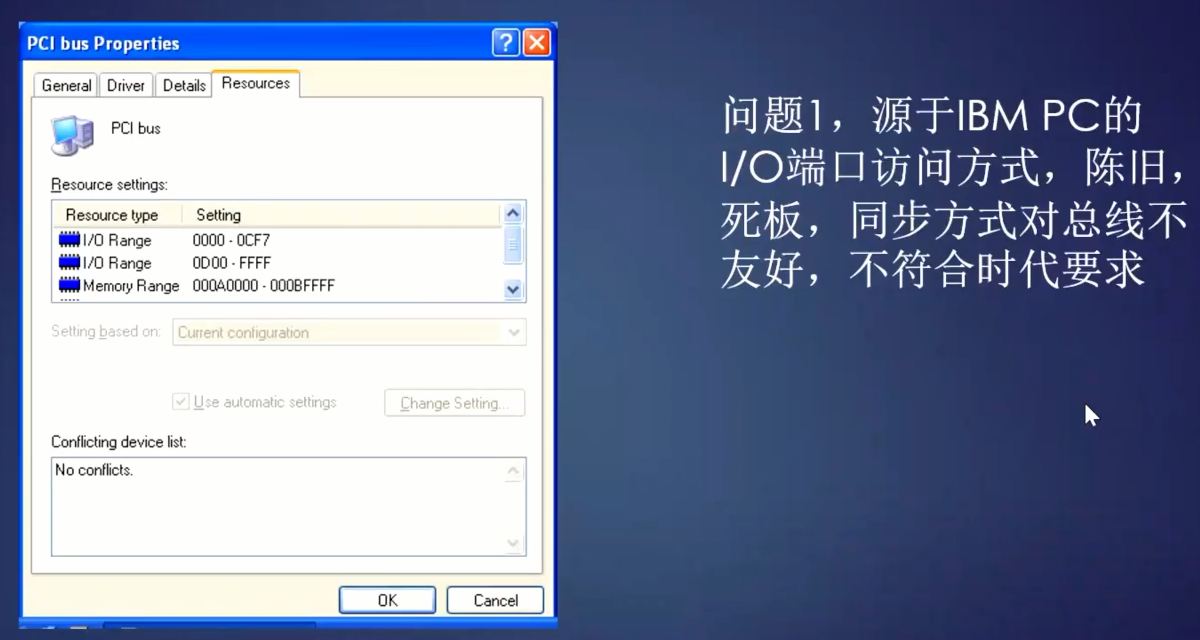 PCI bus Properties
General Driver Details Resources
PCI bus
Resource settings:
Resource type Setting
I/O Range 0000 - 0CF7
I/O Range 0D00 - FFFF
Memory Range 000A0000 - 000BFFFF
Setting based on: Current configuration
Use automatic settings Change Setting...
Conflicting device list:
No conflicts.
OK Cancel
问题1，源于IBM PC的
I/O端口访问方式，陈旧，
死板，同步方式对总线不
友好，不符合时代要求